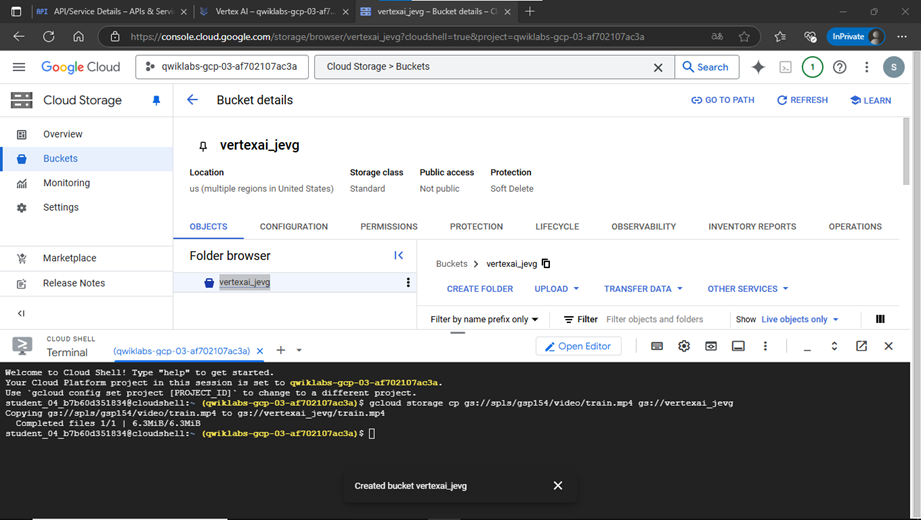 API API/Service Details – APIs & Serv
Vertex AI – qwiklabs-gcp-03-af7
vertexai_jevg – Bucket details – Cl
https://console.cloud.google.com/storage/browser/vertexai_jevg?cloudshell=true&project=qwiklabs-gcp-03-af702107ac3a
InPrivate
Google Cloud
qwiklabs-gcp-03-af702107ac3a
Cloud Storage > Buckets
Search
1
S
Cloud Storage
Bucket details
GO TO PATH
REFRESH
LEARN
Overview
Buckets
Monitoring
Settings
Marketplace
Release Notes
vertexai_jevg
Location
Storage class
Public access
Protection
us (multiple regions in United States)
Standard
Not public
Soft Delete
OBJECTS
CONFIGURATION
PERMISSIONS
PROTECTION
LIFECYCLE
OBSERVABILITY
INVENTORY REPORTS
OPERATIONS
Folder browser
vertexai_jevg
Buckets > vertexai_jevg
CREATE FOLDER
UPLOAD
TRANSFER DATA
OTHER SERVICES
Filter by name prefix only
Filter
Filter objects and folders
Show Live objects only
CLOUD SHELL
Terminal
(qwiklabs-gcp-03-af702107ac3a)
Open Editor
Welcome to Cloud Shell! Type "help" to get started.
Your Cloud Platform project in this session is set to qwiklabs-gcp-03-af702107ac3a.
Use `gcloud config set project [PROJECT_ID]` to change to a different project.
student_04_b7b60d351834@cloudshell:~ (qwiklabs-gcp-03-af702107ac3a)$ gcloud storage cp gs://spls/gsp154/video/train.mp4 gs://vertexai_jevg
Copying gs://spls/gsp154/video/train.mp4 to gs://vertexai_jevg/train.mp4
Completed files 1/1 | 6.3MiB/6.3MiB
student_04_b7b60d351834@cloudshell:~ (qwiklabs-gcp-03-af702107ac3a)$
Created bucket vertexai_jevg